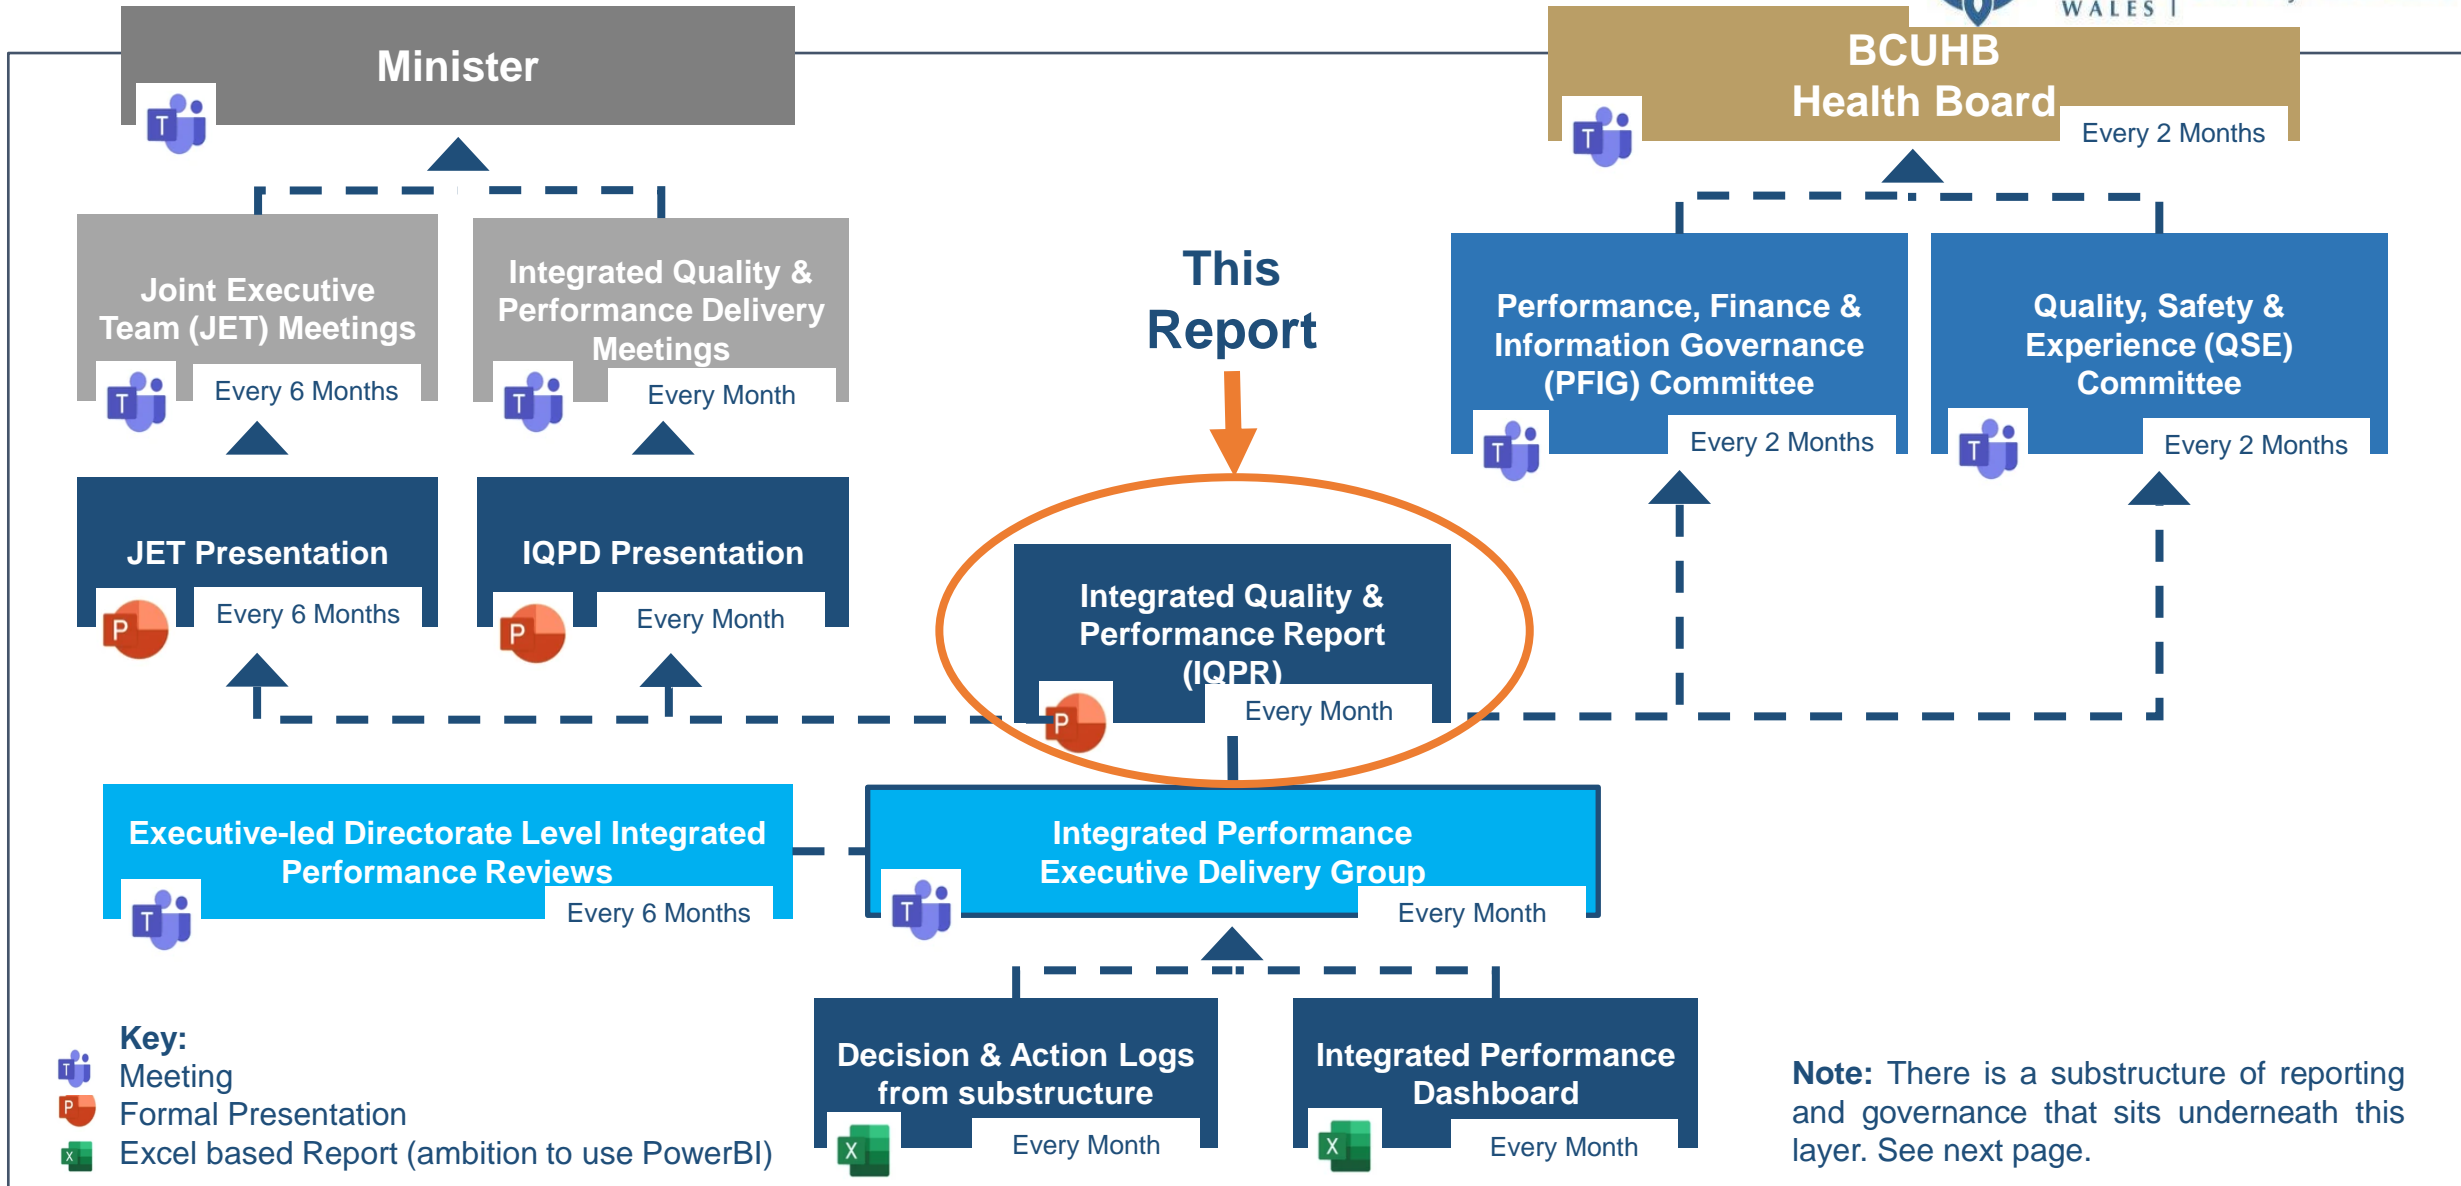 WALES
Minister
BCUHB
Health Board
Every 2 Months
Joint Executive
Team (JET) Meetings
Every 6 Months
Integrated Quality &
Performance Delivery
Meetings
Every Month
This
Report
Performance, Finance &
Information Governance
(PFIG) Committee
Every 2 Months
Quality, Safety &
Experience (QSE)
Committee
Every 2 Months
JET Presentation
Every 6 Months
IQPD Presentation
Every Month
Integrated Quality &
Performance Report
(IQPR)
Every Month
Executive-led Directorate Level Integrated
Performance Reviews
Every 6 Months
Integrated Performance
Executive Delivery Group
Every Month
Decision & Action Logs
from substructure
Every Month
Integrated Performance
Dashboard
Every Month
Key:
Meeting
Formal Presentation
Excel based Report (ambition to use PowerBI)
Note: There is a substructure of reporting
and governance that sits underneath this
layer. See next page.